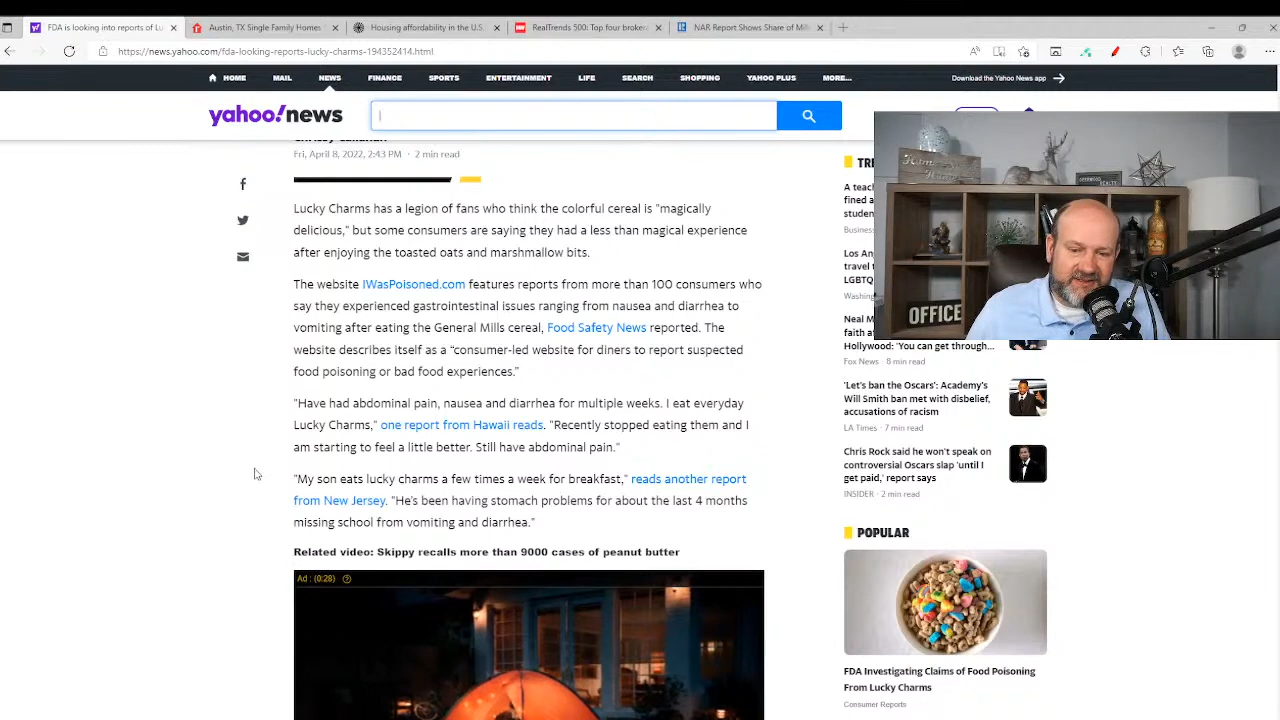 FDA is looking into reports of Lu
Austin, TX Single Family Homes
Housing affordability in the U.S.
RealTrends 500: Top four broker
NAR Report Shows Share of Mil
https://news.yahoo.com/fda-looking-reports-lucky-charms-194352414.html
HOME MAIL NEWS FINANCE SPORTS ENTERTAINMENT LIFE SEARCH SHOPPING YAHOO PLUS MORE...
Download the Yahoo News app
yahoo!news
Fri, April 8, 2022, 2:43 PM · 2 min read
Lucky Charms has a legion of fans who think the colorful cereal is "magically
delicious," but some consumers are saying they had a less than magical experience
after enjoying the toasted oats and marshmallow bits.
The website IWasPoisoned.com features reports from more than 100 consumers who
say they experienced gastrointestinal issues ranging from nausea and diarrhea to
vomiting after eating the General Mills cereal, Food Safety News reported. The
website describes itself as a “consumer-led website for diners to report suspected
food poisoning or bad food experiences.”
"Have had abdominal pain, nausea and diarrhea for multiple weeks. I eat everyday
Lucky Charms," one report from Hawaii reads. "Recently stopped eating them and I
am starting to feel a little better. Still have abdominal pain."
"My son eats lucky charms a few times a week for breakfast," reads another report
from New Jersey. "He's been having stomach problems for about the last 4 months
missing school from vomiting and diarrhea."
Related video: Skippy recalls more than 9000 cases of peanut butter
Ad : (0:28)
TRE
A teach
fined a
student
Business
Los Ang
travel t
LGBTQ
Washing
Neal M
faith at
Hollywood: 'You can get through...
Fox News · 8 min read
'Let's ban the Oscars': Academy's
Will Smith ban met with disbelief,
accusations of racism
LA Times · 7 min read
Chris Rock said he won't speak on
controversial Oscars slap 'until I
get paid,' report says
INSIDER · 2 min read
POPULAR
FDA Investigating Claims of Food Poisoning
From Lucky Charms
Consumer Reports
Home
Home
OFFICE